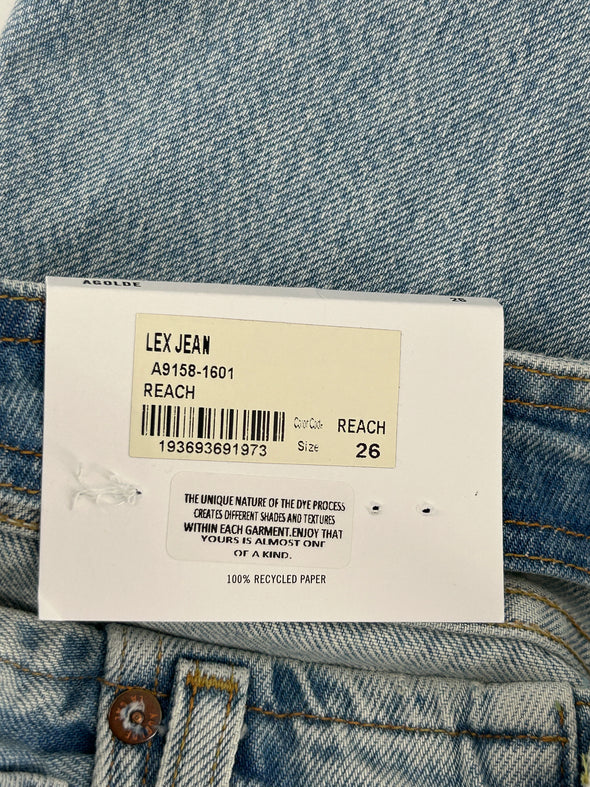 AGOLDE
26
LEX JEAN
A9158-1601
REACH
Color Code REACH
193693691973
Size 26
THE UNIQUE NATURE OF THE DYE PROCESS
CREATES DIFFERENT SHADES AND TEXTURES
WITHIN EACH GARMENT.ENJOY THAT
YOURS IS ALMOST ONE
OF A KIND.
100% RECYCLED PAPER